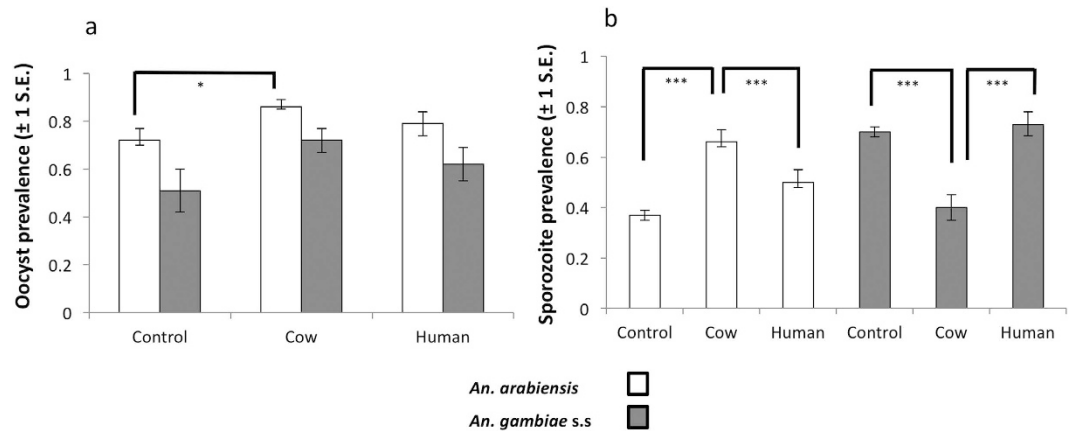 a
Oocyst prevalence (± 1 S.E.)
1
0.8
0.6
0.4
0.2
0
*
Control Cow Human
b
Sporozoite prevalence (± 1 S.E.)
1
0.8
0.6
0.4
0.2
0
*** *** *** ***
Control Cow Human Control Cow Human
An. arabiensis
An. gambiae s.s